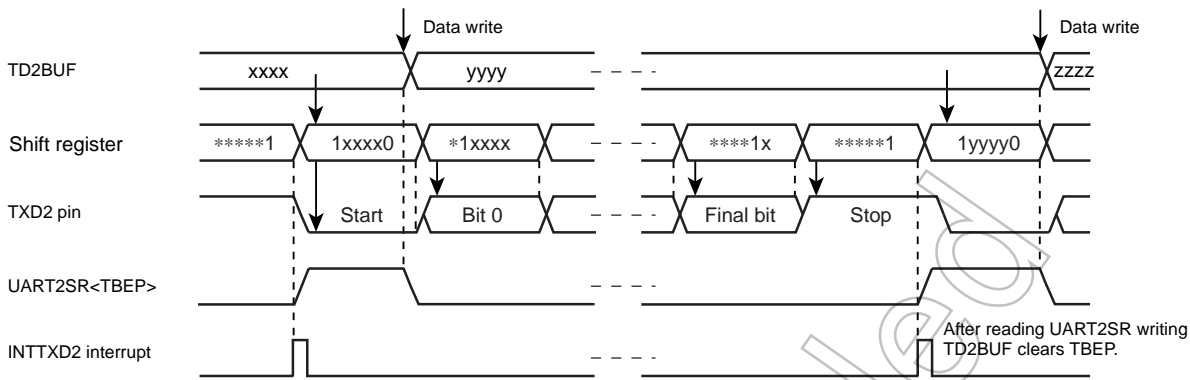 Data write
Data write
TD2BUF
xxxx
yyyy
zzzz
Shift register
*****1
1xxxx0
*1xxxx
****1x
*****1
1yyyy0
TXD2 pin
Start
Bit 0
Final bit
Stop
UART2SR<TBEP>
INTTXD2 interrupt
After reading UART2SR writing
TD2BUF clears TBEP.